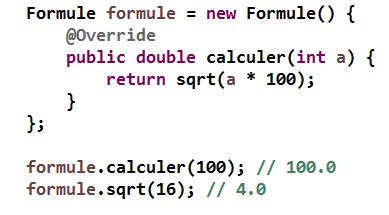 Formule formule = new Formule() {
    @Override
    public double calculer(int a) {
        return sqrt(a * 100);
    }
};

formule.calculer(100); // 100.0
formule.sqrt(16); // 4.0